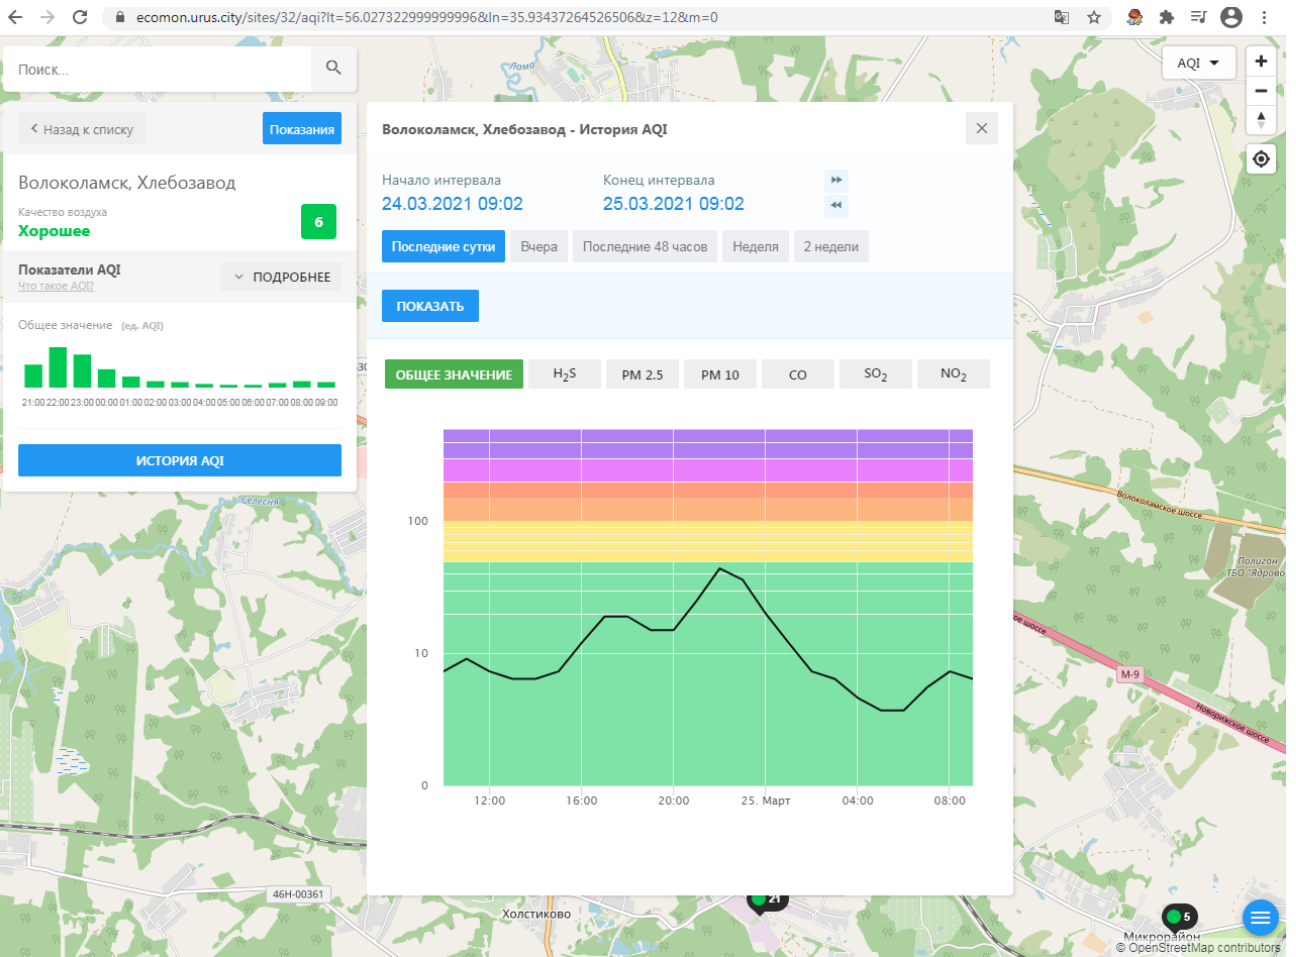 ecomon.urus.city/sites/32/aqi?lt=56.027322999999996&ln=35.93437264526506&z=12&m=0
Поиск...
AQI
Лама
Назад к списку
Показания
Волоколамск, Хлебозавод - История AQI
Волоколамск, Хлебозавод
Качество воздуха
Хорошее
6
Начало интервала
Конец интервала
24.03.2021 09:02
25.03.2021 09:02
Последние сутки
Вчера
Последние 48 часов
Неделя
2 недели
Показатели AQI
Что такое AQI?
ПОДРОБНЕЕ
ПОКАЗАТЬ
Общее значение (ед. AQI)
21:00 22:00 23:00 00:00 01:00 02:00 03:00 04:00 05:00 06:00 07:00 08:00 09:00
ИСТОРИЯ AQI
ОБЩЕЕ ЗНАЧЕНИЕ
H2S
PM 2.5
PM 10
CO
SO2
NO2
100
10
0
12:00
16:00
20:00
25. Март
04:00
08:00
Селесня
Волоколамское шоссе
Полигон
ТБО "Ядрово
М-9
Новорижское шоссе
46Н-00361
Холстиково
21
5
Микрорайон
© OpenStreetMap contributors